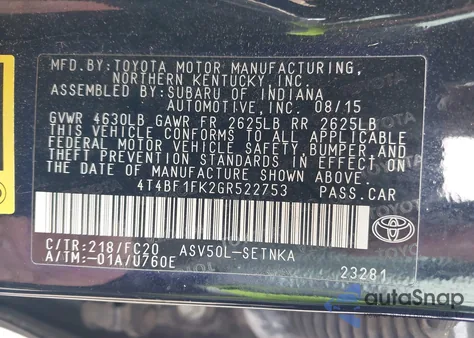 MFD.BY: TOYOTA MOTOR MANUFACTURING,
NORTHERN KENTUCKY, INC.
ASSEMBLED BY: SUBARU OF INDIANA
AUTOMOTIVE, INC. 08/15
GVWR 4630LB GAWR FR 2625LB RR 2625LB
THIS VEHICLE CONFORMS TO ALL APPLICABLE
FEDERAL MOTOR VEHICLE SAFETY, BUMPER AND
THEFT PREVENTION STANDARDS IN EFFECT ON
THE DATE OF MANUFACTURE SHOWN ABOVE.
4T4BF1FK2GR522753 PASS.CAR
TOYOTA
C/TR:218/FC20 ASV50L-SETNKA
A/TM:-01A/U760E
23281
autoSnap